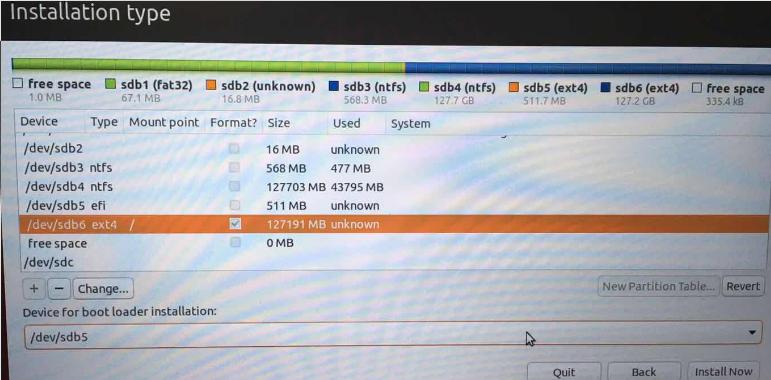 Installation type
free space sdb1 (fat32) sdb2 (unknown) sdb3 (ntfs) sdb4 (ntfs) sdb5 (ext4) sdb6 (ext4) free space
1.0 MB 67.1 MB 16.8 MB 568.3 MB 127.7 GB 511.7 MB 127.2 GB 335.4 kB
Device Type Mount point Format? Size Used System
/dev/sdb2 16 MB unknown
/dev/sdb3 ntfs 568 MB 477 MB
/dev/sdb4 ntfs 127703 MB 43795 MB
/dev/sdb5 efi 511 MB unknown
/dev/sdb6 ext4 / 127191 MB unknown
free space 0 MB
/dev/sdc
+ − Change... New Partition Table... Revert
Device for boot loader installation:
/dev/sdb5
Quit Back Install Now